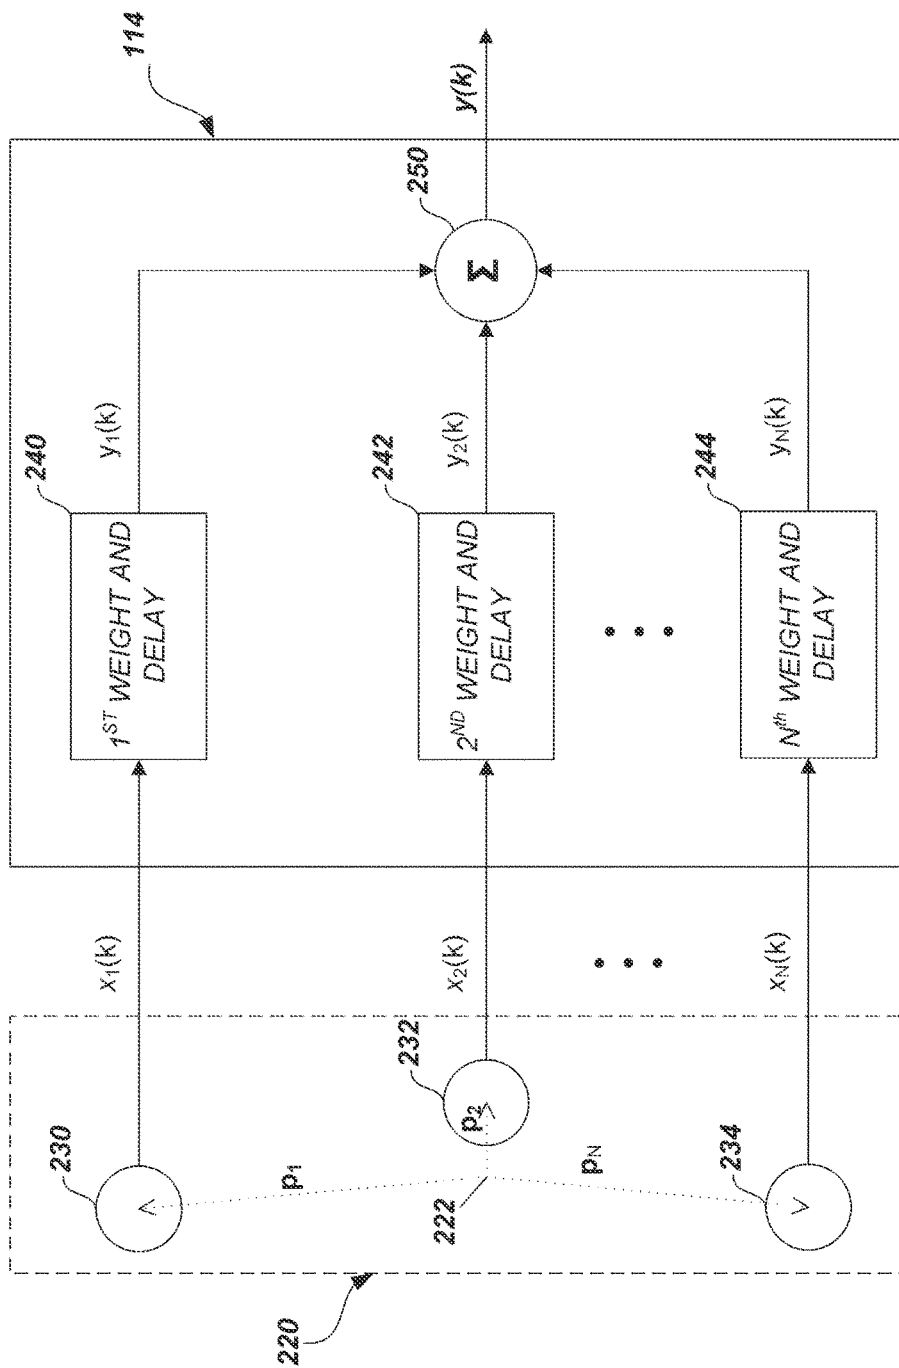 114
230
x₁(k)
240
1ˢᵀ WEIGHT AND
DELAY
y₁(k)
p₁
232
p₂
x₂(k)
242
2ᴺᴰ WEIGHT AND
DELAY
y₂(k)
250
Σ
y(k)
222
220
pN
234
xN(k)
244
Nᵗʰ WEIGHT AND
DELAY
yN(k)